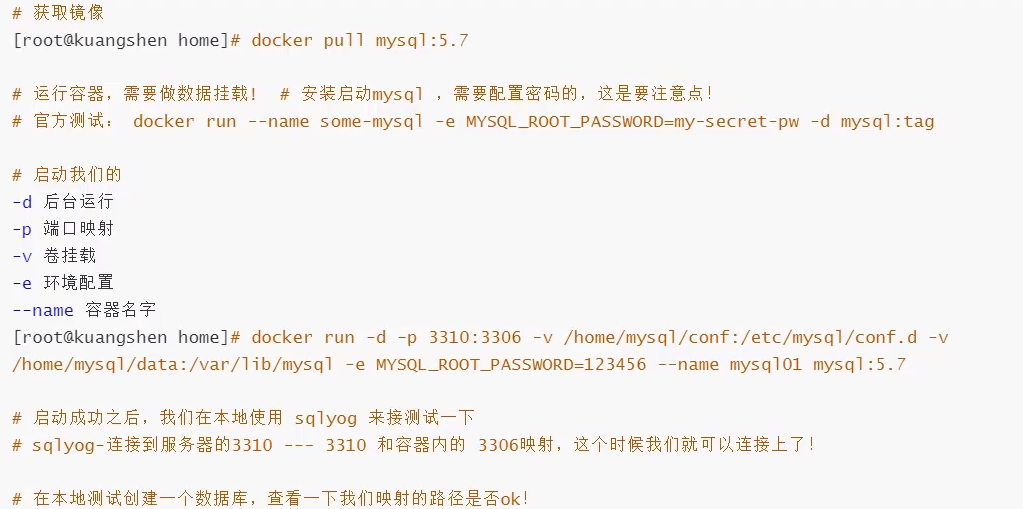 # 获取镜像
[root@kuangshen home]# docker pull mysql:5.7
# 运行容器，需要做数据挂载！ # 安装启动mysql ，需要配置密码的，这是要注意点！
# 官方测试： docker run --name some-mysql -e MYSQL_ROOT_PASSWORD=my-secret-pw -d mysql:tag
# 启动我们的
-d 后台运行
-p 端口映射
-v 卷挂载
-e 环境配置
--name 容器名字
[root@kuangshen home]# docker run -d -p 3310:3306 -v /home/mysql/conf:/etc/mysql/conf.d -v
/home/mysql/data:/var/lib/mysql -e MYSQL_ROOT_PASSWORD=123456 --name mysql01 mysql:5.7
# 启动成功之后，我们在本地使用 sqlyog 来接测试一下
# sqlyog-连接到服务器的3310 --- 3310 和容器内的 3306映射，这个时候我们就可以连接上了！
# 在本地测试创建一个数据库，查看一下我们映射的路径是否ok！